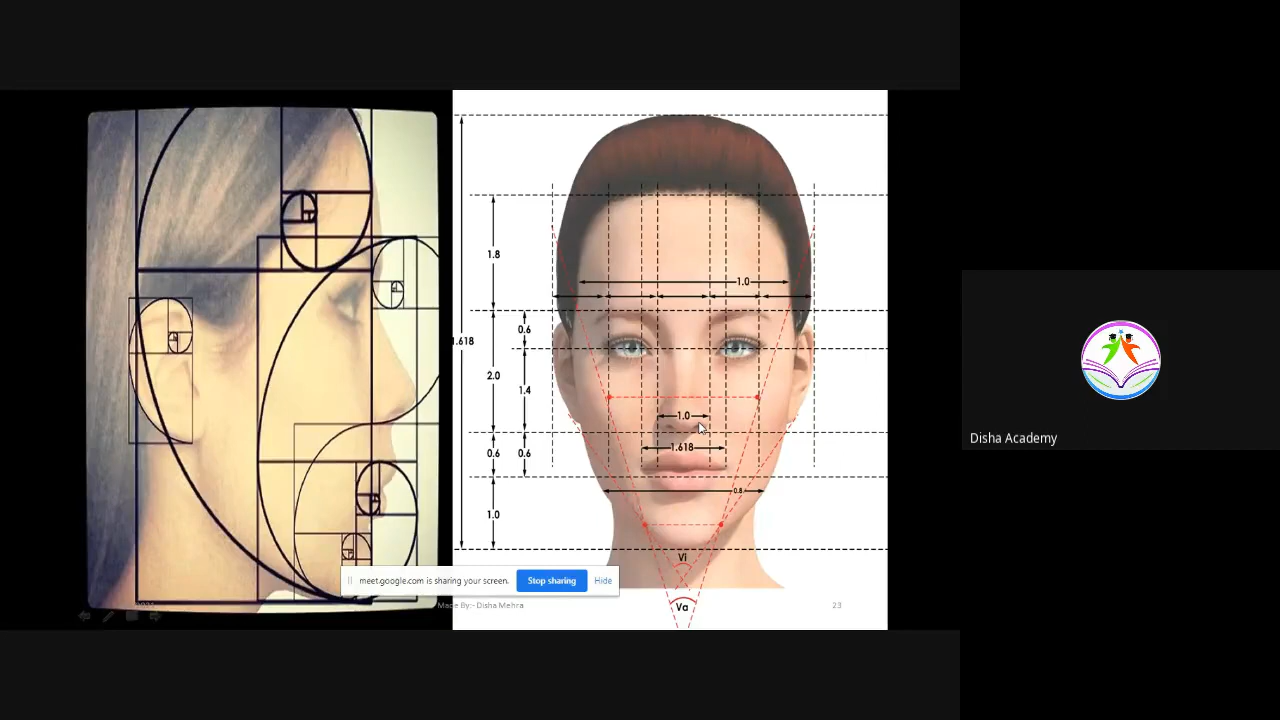 1.8
1.0
0.6
.618
2.0
1.4
1.0
1.618
0.6
0.6
0.8
1.0
Vi
meet.google.com is sharing your screen.
Stop sharing
Hide
2021
Made By:- Disha Mehra
Va
23
Disha Academy